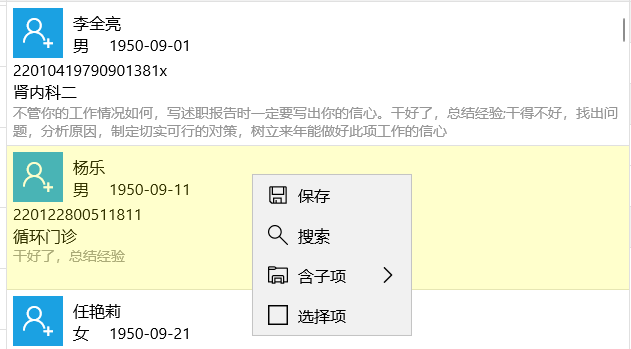 李全亮
男 1950-09-01
22010419790901381x
肾内科二
不管你的工作情况如何，写述职报告时一定要写出你的信心。干好了，总结经验;干得不好，找出问
题，分析原因，制定切实可行的对策，树立来年能做好此项工作的信心
杨乐
男 1950-09-11
220122800511811
循环门诊
干好了，总结经验
保存
搜索
含子项
选择项
任艳莉
女 1950-09-21